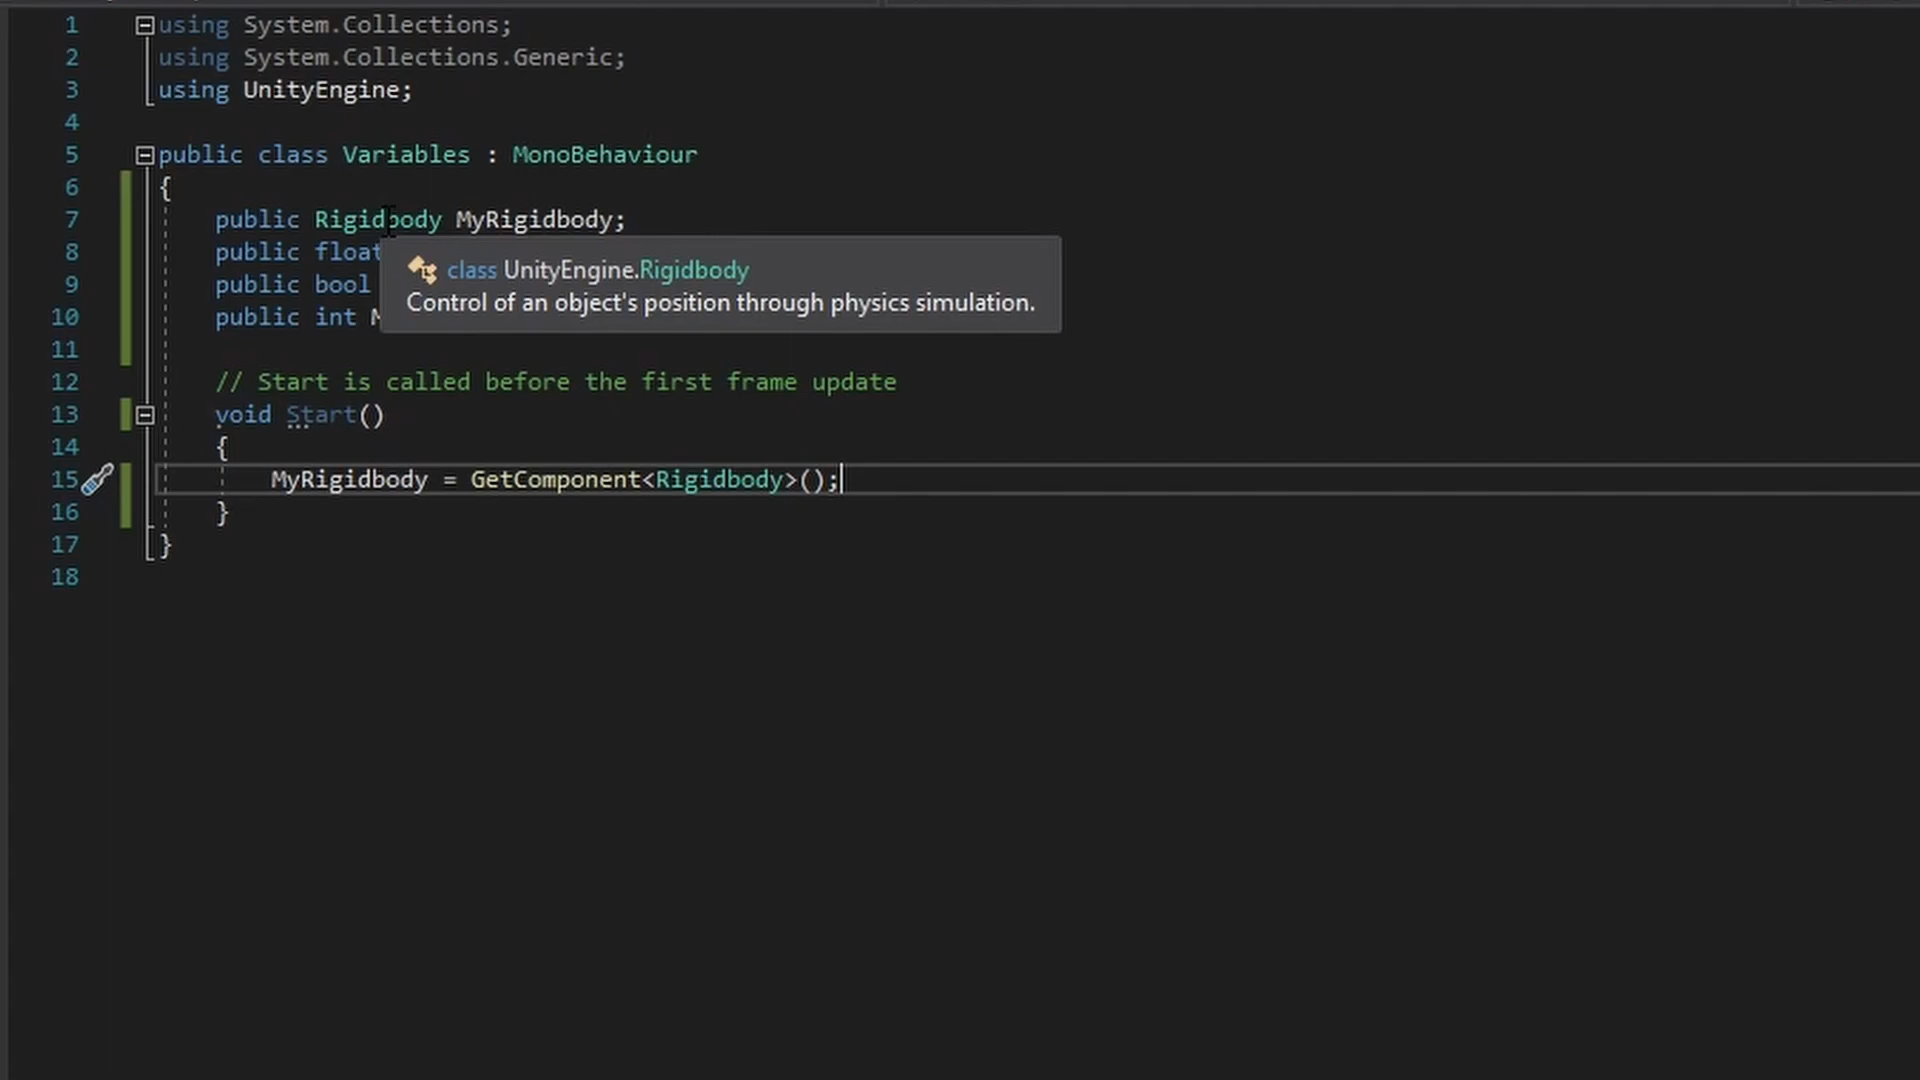 1 using System.Collections;
2 using System.Collections.Generic;
3 using UnityEngine;
4
5 public class Variables : MonoBehaviour
6 {
7 public Rigidbody MyRigidbody;
8 public float
class UnityEngine.Rigidbody
9 public bool
Control of an object's position through physics simulation.
10 public int M
11
12 // Start is called before the first frame update
13 void Start()
14 {
15 MyRigidbody = GetComponent<Rigidbody>();
16 }
17 }
18